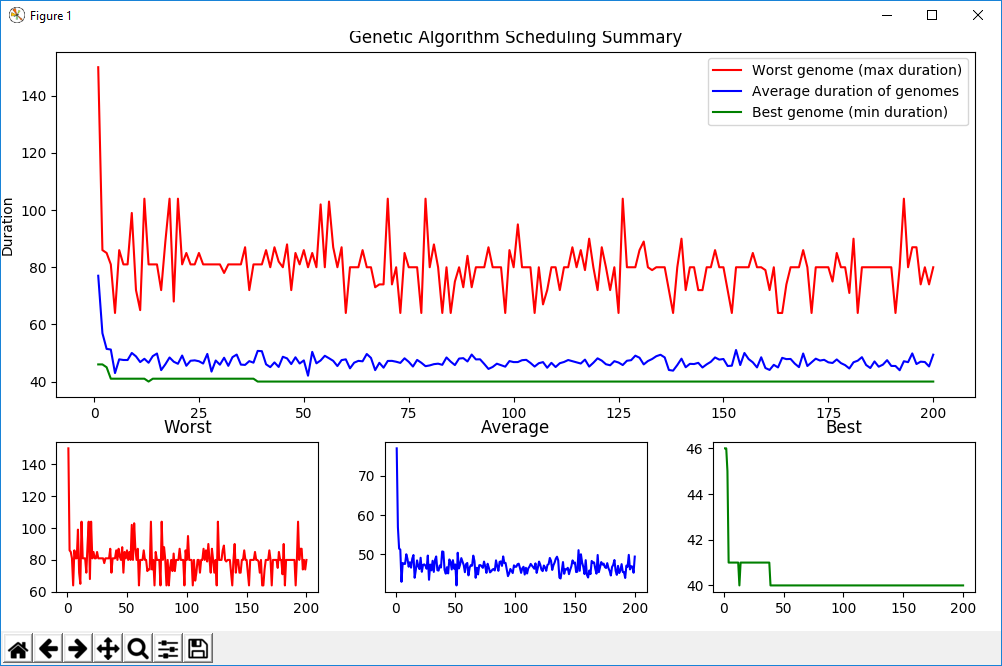 Figure 1
Genetic Algorithm Scheduling Summary
Worst genome (max duration)
Average duration of genomes
Best genome (min duration)
Duration
140
120
100
80
60
40
0 25 50 75 100 125 150 175 200
Worst Average Best
140
120
100
80
60
0 50 100 150 200
70
60
50
0 50 100 150 200
46
44
42
40
0 50 100 150 200